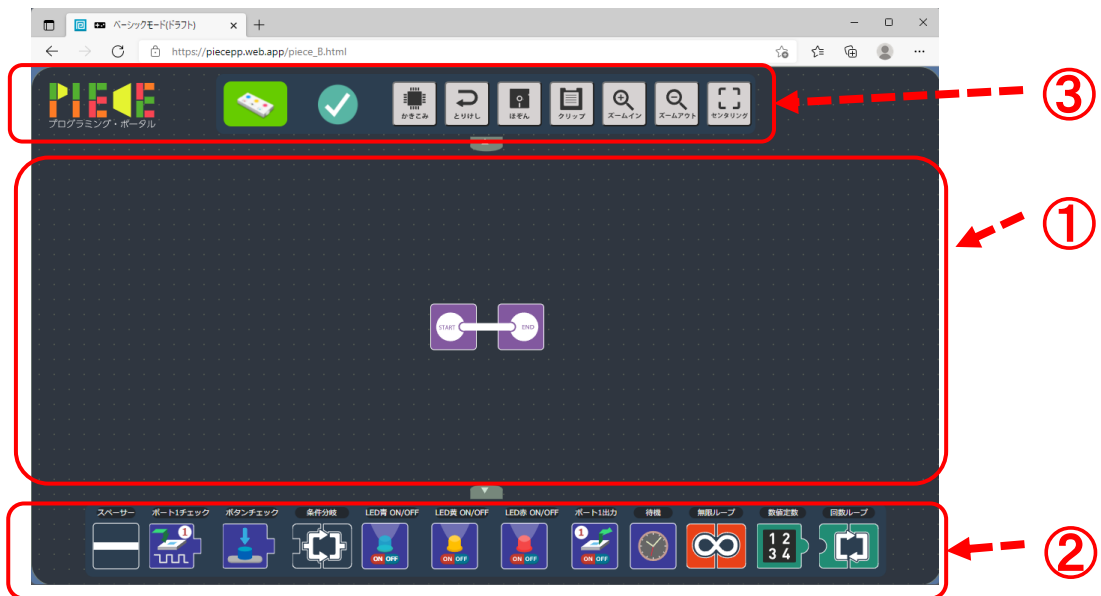 ベーシックモード(ドラフト)
https://piecepp.web.app/piece_B.html
PIECE
プログラミング・ポータル
かきこみ とりけし ほぞん クリップ ズームイン ズームアウト センタリング
③
①
START END
スペーサー ポート1チェック ボタンチェック 条件分岐 LED青 ON/OFF LED黄 ON/OFF LED赤 ON/OFF ポート1出力 待機 無限ループ 数値定数 回数ループ
1 1 1 2
ON OFF ON OFF ON OFF ON OFF 3 4
②